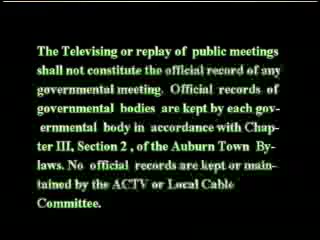 The Televising or replay of public meetings
shall not constitute the official record of any
governmental meeting. Official records of
governmental bodies are kept by each gov-
ernmental body in accordance with Chap-
ter III, Section 2 , of the Auburn Town By-
laws. No official records are kept or main-
tained by the ACTV or Local Cable
Committee.